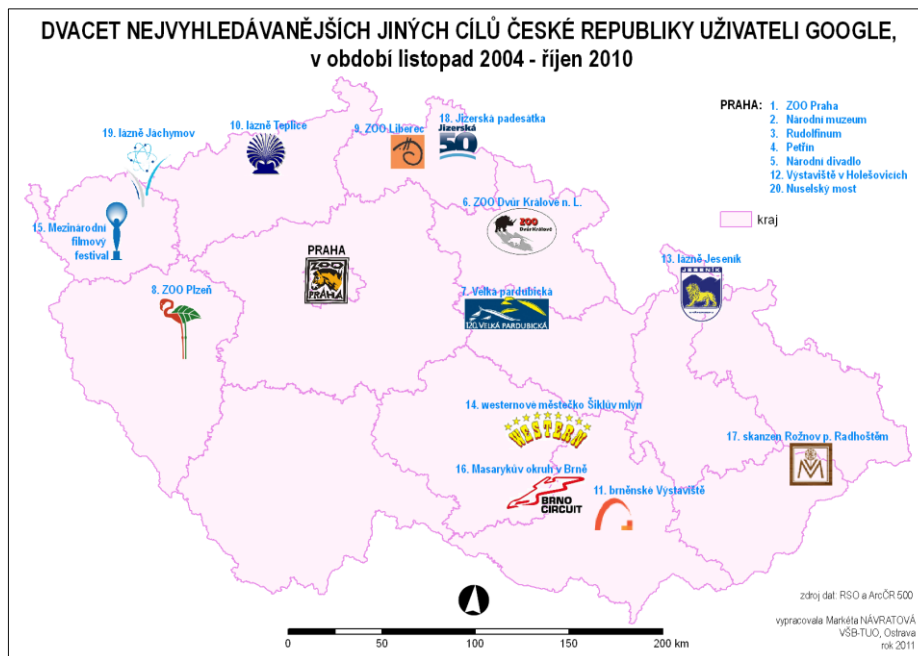 DVACET NEJVYHLEDÁVANĚJŠÍCH JINÝCH CÍLŮ ČESKÉ REPUBLIKY UŽIVATELI GOOGLE,
v období listopad 2004 - říjen 2010
PRAHA: 1. ZOO Praha
2. Národní muzeum
3. Rudolfinum
4. Petřín
5. Národní divadlo
12. Výstaviště v Holešovicích
20. Nuselský most
kraj
18. Jizerská padesátka
Jizerská
50
10. lázně Teplice
9. ZOO Liberec
19. lázně Jáchymov
6. ZOO Dvůr Králové n. L.
ZOO
Dvůr Králové
15. Mezinárodní
filmový
festival
PRAHA
ZOO
PRAHA
13. lázně Jeseník
JESENÍK
8. ZOO Plzeň
7. Velká pardubická
120. VELKÁ PARDUBICKÁ
14. westernové městečko Šiklův mlýn
WESTERN
17. skanzen Rožnov p. Radhoštěm
16. Masarykův okruh v Brně
BRNO
CIRCUIT
11. brněnské Výstaviště
zdroj dat: RSO a ArcČR 500
vypracovala Markéta NÁVRATOVÁ
VŠB-TUO, Ostrava
rok 2011
0 50 100 150 200 km